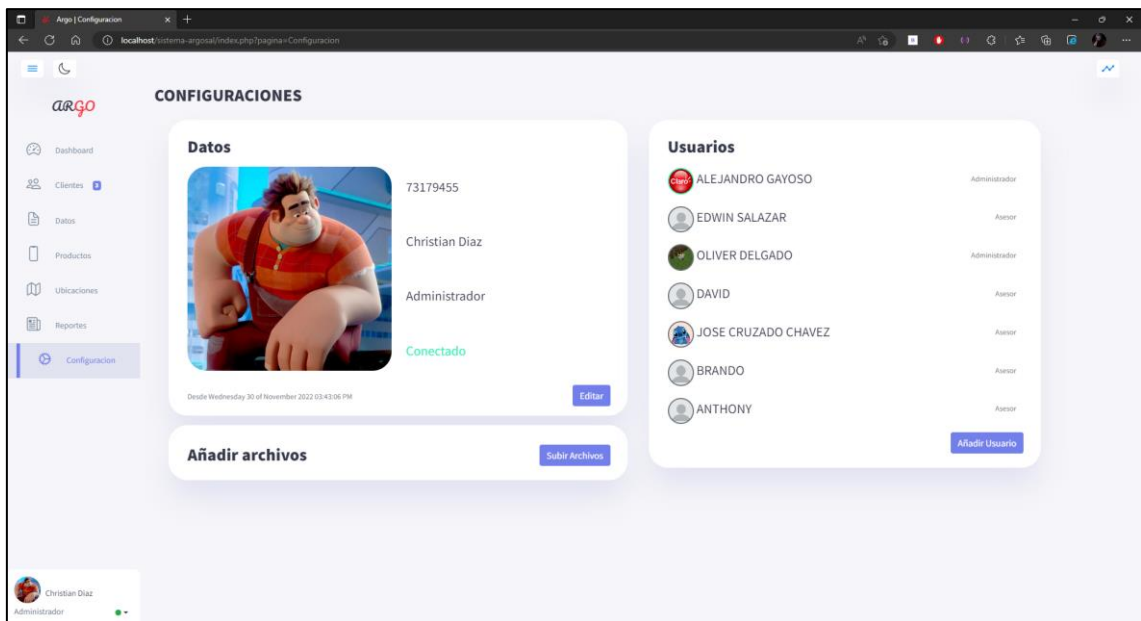 Argo | Configuracion
localhost/sistema-argosal/index.php?pagina=Configuracion
ARGO
CONFIGURACIONES
Dashboard
Clientes 3
Datos
Productos
Ubicaciones
Reportes
Configuracion
Datos
73179455
Christian Diaz
Administrador
Conectado
Desde Wednesday 30 of November 2022 03:43:06 PM
Editar
Añadir archivos
Subir Archivos
Usuarios
Claro
ALEJANDRO GAYOSO Administrador
EDWIN SALAZAR Asesor
OLIVER DELGADO Administrador
DAVID Asesor
JOSE CRUZADO CHAVEZ Asesor
BRANDO Asesor
ANTHONY Asesor
Añadir Usuario
Christian Diaz
Administrador